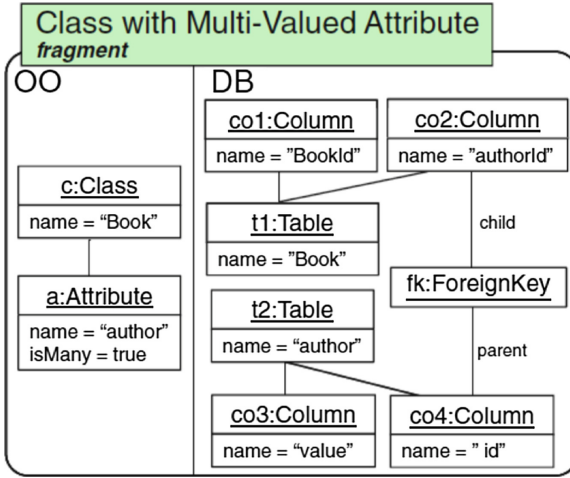 Class with Multi-Valued Attribute
fragment
OO
DB
c:Class
name = “Book”
a:Attribute
name = “author”
isMany = true
co1:Column
name = ”BookId”
co2:Column
name = ”authorId”
t1:Table
name = ”Book”
child
fk:ForeignKey
t2:Table
name = “author”
parent
co3:Column
name = “value”
co4:Column
name = ” id”